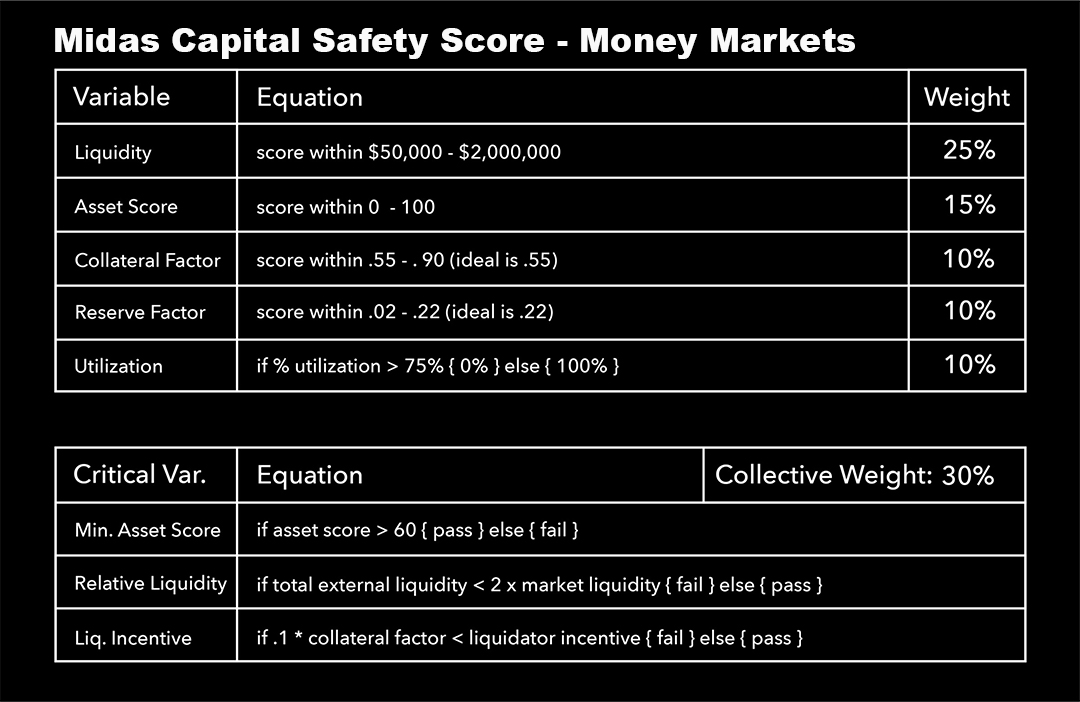 Midas Capital Safety Score - Money Markets
Variable Equation Weight
Liquidity score within $50,000 - $2,000,000 25%
Asset Score score within 0 - 100 15%
Collateral Factor score within .55 - . 90 (ideal is .55) 10%
Reserve Factor score within .02 - .22 (ideal is .22) 10%
Utilization if % utilization > 75% { 0% } else { 100% } 10%
Critical Var. Equation Collective Weight: 30%
Min. Asset Score if asset score > 60 { pass } else { fail }
Relative Liquidity if total external liquidity < 2 x market liquidity { fail } else { pass }
Liq. Incentive if .1 * collateral factor < liquidator incentive { fail } else { pass }